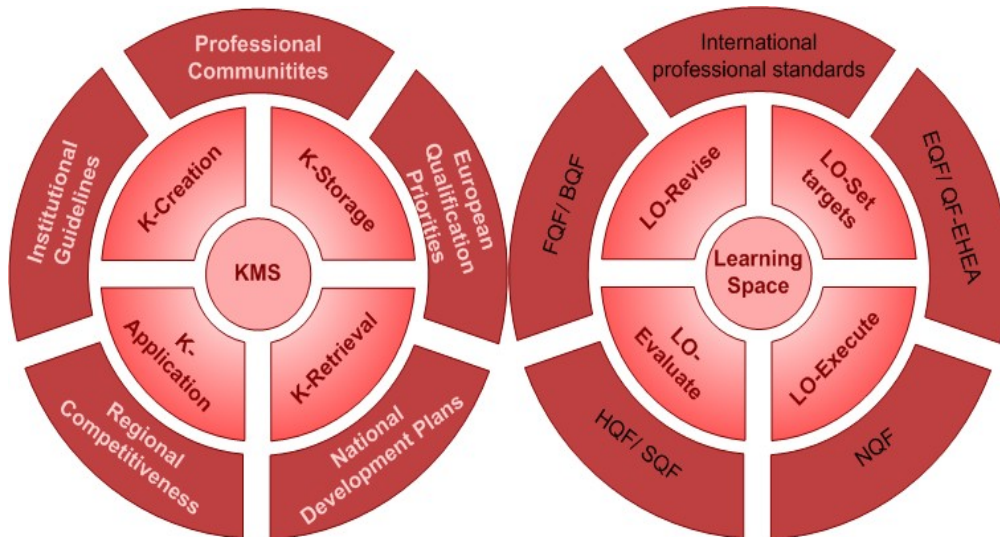 Professional
Communitites
Institutional
Guidelines
European
Qualification
Priorities
K-Creation
K-Storage
KMS
K-
Application
K-Retrieval
Regional
Competitiveness
National
Development Plans
International
professional standards
FQF/ BQF
EQF/ QF-EHEA
LO-Revise
LO-Set
targets
Learning
Space
LO-
Evaluate
LO-Execute
HQF/ SQF
NQF